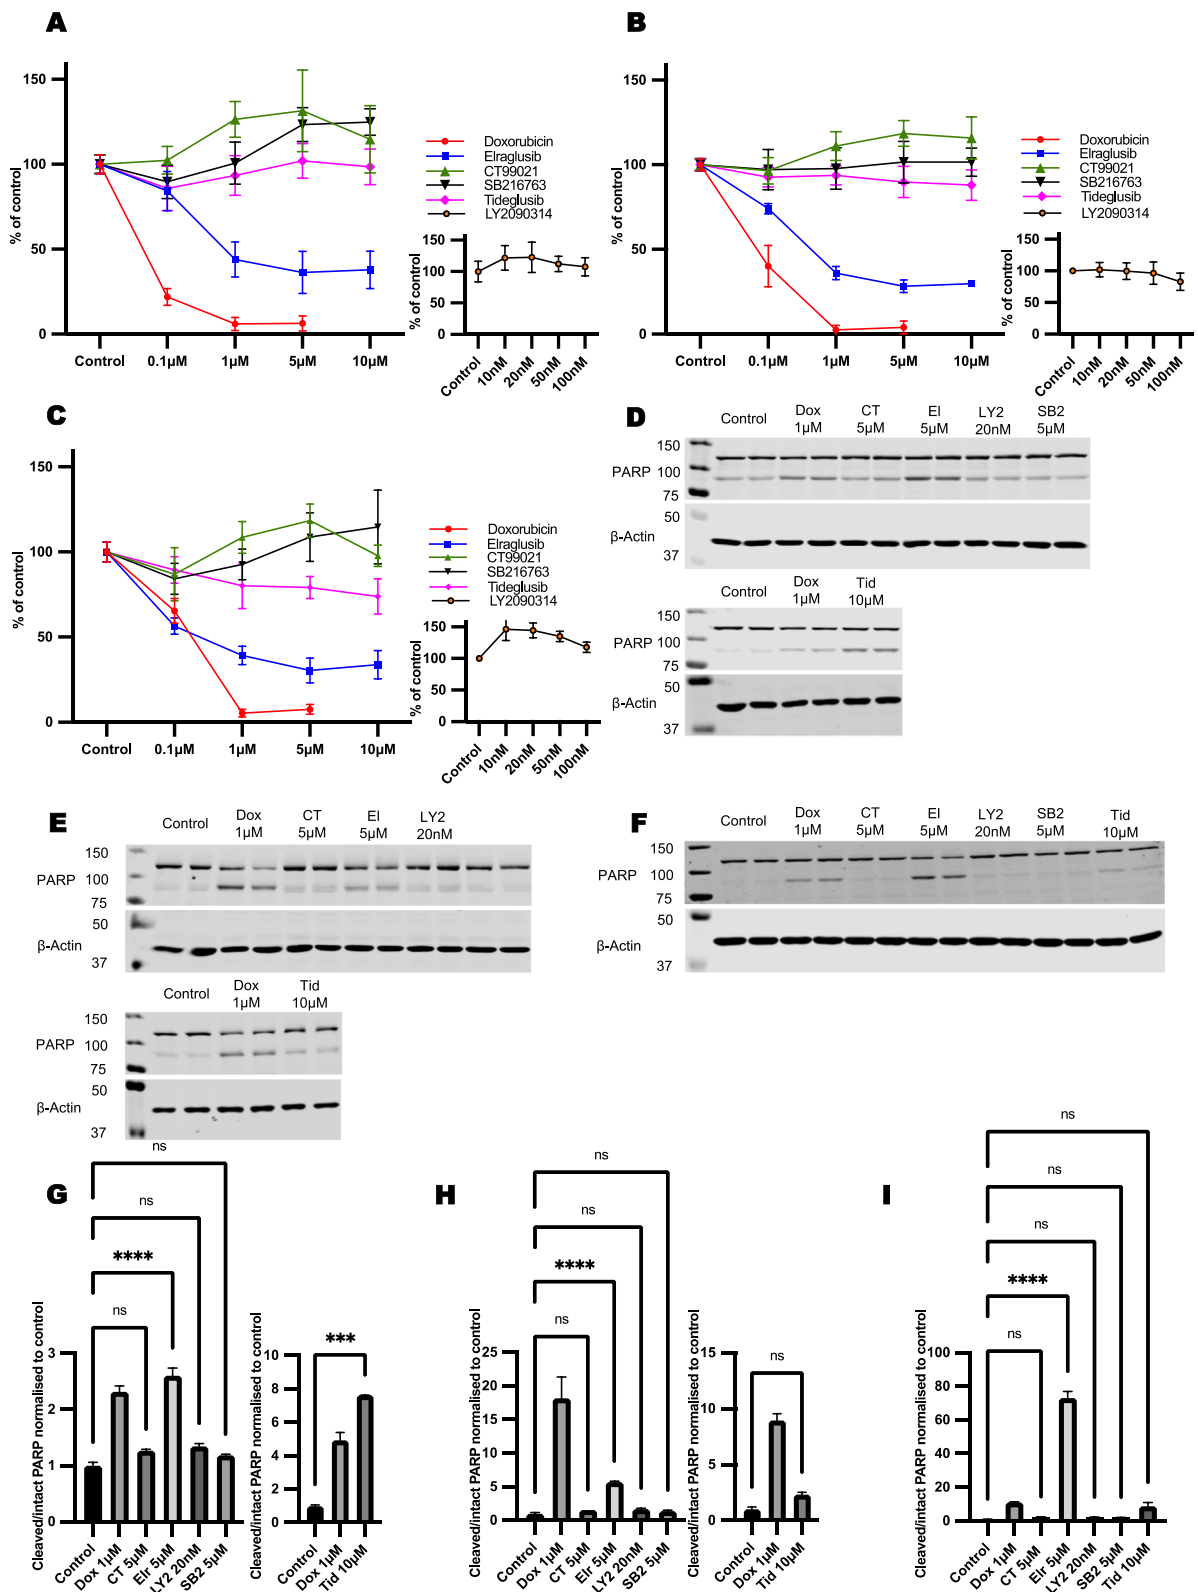 A
% of control
150
100
50
0
Control
0.1µM
1µM
5µM
10µM
Doxorubicin
Elraglusib
CT99021
SB216763
Tideglusib
LY2090314
% of control
150
100
50
0
Control
10nM
20nM
50nM
100nM
B
% of control
150
100
50
0
Control
0.1µM
1µM
5µM
10µM
Doxorubicin
Elraglusib
CT99021
SB216763
Tideglusib
LY2090314
% of control
150
100
50
0
Control
10nM
20nM
50nM
100nM
C
% of control
150
100
50
0
Control
0.1µM
1µM
5µM
10µM
Doxorubicin
Elraglusib
CT99021
SB216763
Tideglusib
LY2090314
% of control
150
100
50
0
Control
10nM
20nM
50nM
100nM
D
Control Dox CT El LY2 SB2
1µM 5µM 5µM 20nM 5µM
150
PARP 100
75
50
β-Actin
37
Control Dox Tid
1µM 10µM
150
PARP 100
75
50
β-Actin
37
E
Control Dox CT El LY2
1µM 5µM 5µM 20nM
150
PARP 100
75
50
β-Actin
37
Control Dox Tid
1µM 10µM
150
PARP 100
75
50
β-Actin
37
F
Control Dox CT El LY2 SB2 Tid
1µM 5µM 5µM 20nM 5µM 10µM
150
PARP 100
75
50
β-Actin
37
G
ns
ns
****
ns
Cleaved/intact PARP normalised to control
3
2
1
0
Control
Dox 1µM
CT 5µM
Elr 5µM
LY2 20nM
SB2 5µM
***
Cleaved/intact PARP normalised to control
10
8
6
4
2
0
Control
Dox 1µM
Tid 10µM
H
ns
ns
****
ns
Cleaved/intact PARP normalised to control
25
20
15
10
5
0
Control
Dox 1µM
CT 5µM
Elr 5µM
LY2 20nM
SB2 5µM
ns
Cleaved/intact PARP normalised to control
15
10
5
0
Control
Dox 1µM
Tid 10µM
I
ns
ns
ns
****
ns
Cleaved/intact PARP normalised to control
100
80
60
40
20
0
Control
Dox 1µM
CT 5µM
Elr 5µM
LY2 20nM
SB2 5µM
Tid 10µM